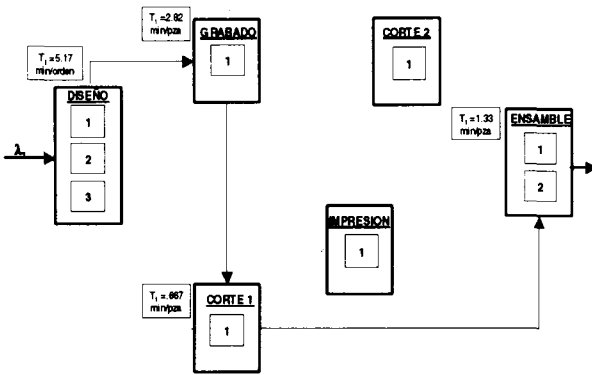 T₁ =2.82
min/pza
GRABADO
1
CORTE 2
1
T₁ =5.17
min/orden
DISEÑO
1
2
3
λ₁
T₁ =1.33
min/pza
ENSAMBLE
1
2
IMPRESION
1
T₁ =.667
min/pza
CORTE 1
1